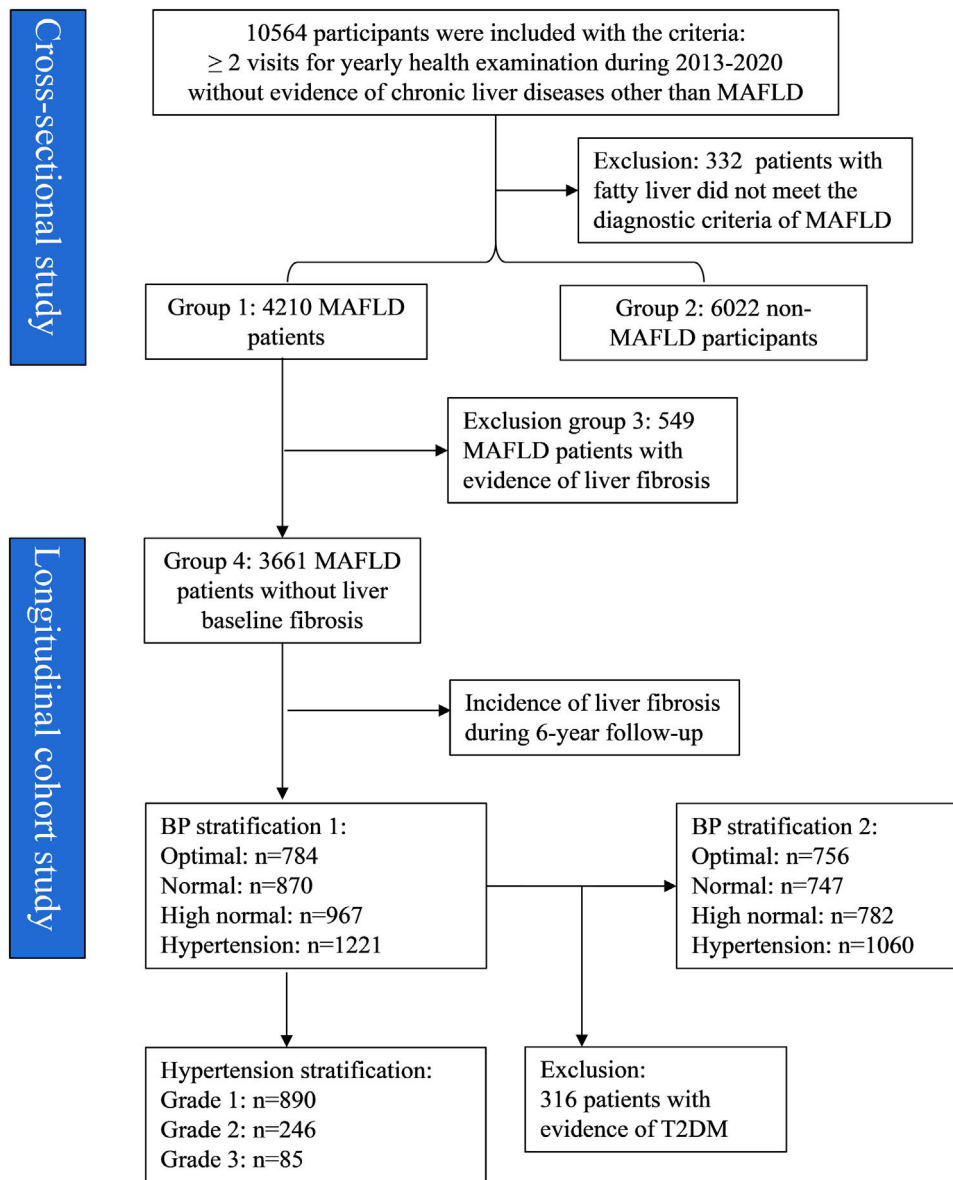 Cross-sectional study
10564 participants were included with the criteria:
≥ 2 visits for yearly health examination during 2013-2020
without evidence of chronic liver diseases other than MAFLD
Exclusion: 332 patients with
fatty liver did not meet the
diagnostic criteria of MAFLD
Group 1: 4210 MAFLD
patients
Group 2: 6022 non-
MAFLD participants
Exclusion group 3: 549
MAFLD patients with
evidence of liver fibrosis
Longitudinal cohort study
Group 4: 3661 MAFLD
patients without liver
baseline fibrosis
Incidence of liver fibrosis
during 6-year follow-up
BP stratification 1:
Optimal: n=784
Normal: n=870
High normal: n=967
Hypertension: n=1221
BP stratification 2:
Optimal: n=756
Normal: n=747
High normal: n=782
Hypertension: n=1060
Hypertension stratification:
Grade 1: n=890
Grade 2: n=246
Grade 3: n=85
Exclusion:
316 patients with
evidence of T2DM